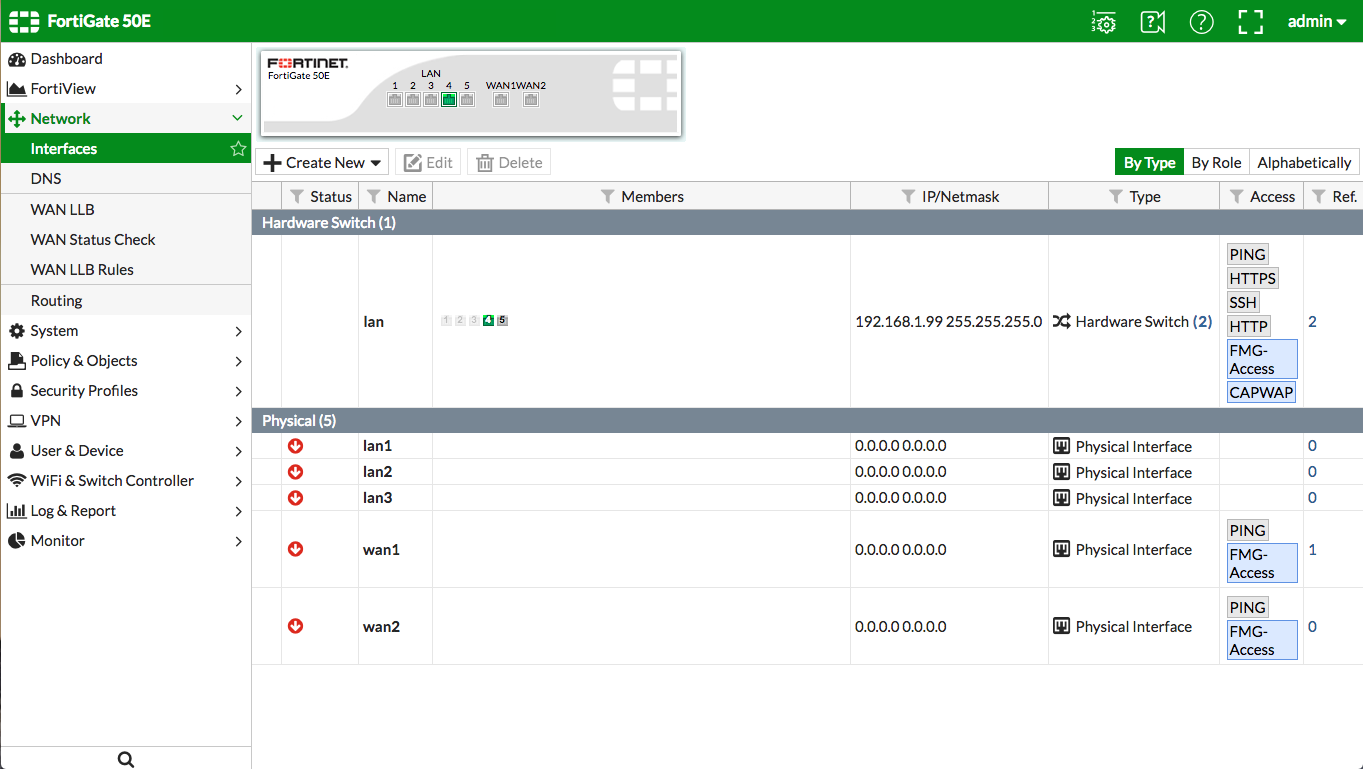 FortiGate 50E
admin
Dashboard
FortiView
Network
Interfaces
DNS
WAN LLB
WAN Status Check
WAN LLB Rules
Routing
System
Policy & Objects
Security Profiles
VPN
User & Device
WiFi & Switch Controller
Log & Report
Monitor
FORTINET.
FortiGate 50E
LAN
1 2 3 4 5 WAN1 WAN2
Create New Edit Delete By Type By Role Alphabetically
Status Name Members IP/Netmask Type Access Ref.
Hardware Switch (1)
lan 1 2 3 4 5 192.168.1.99 255.255.255.0 Hardware Switch (2) 2
PING
HTTPS
SSH
HTTP
FMG-
Access
CAPWAP
Physical (5)
lan1 0.0.0.0 0.0.0.0 Physical Interface 0
lan2 0.0.0.0 0.0.0.0 Physical Interface 0
lan3 0.0.0.0 0.0.0.0 Physical Interface 0
wan1 0.0.0.0 0.0.0.0 Physical Interface 1
PING
FMG-
Access
wan2 0.0.0.0 0.0.0.0 Physical Interface 0
PING
FMG-
Access